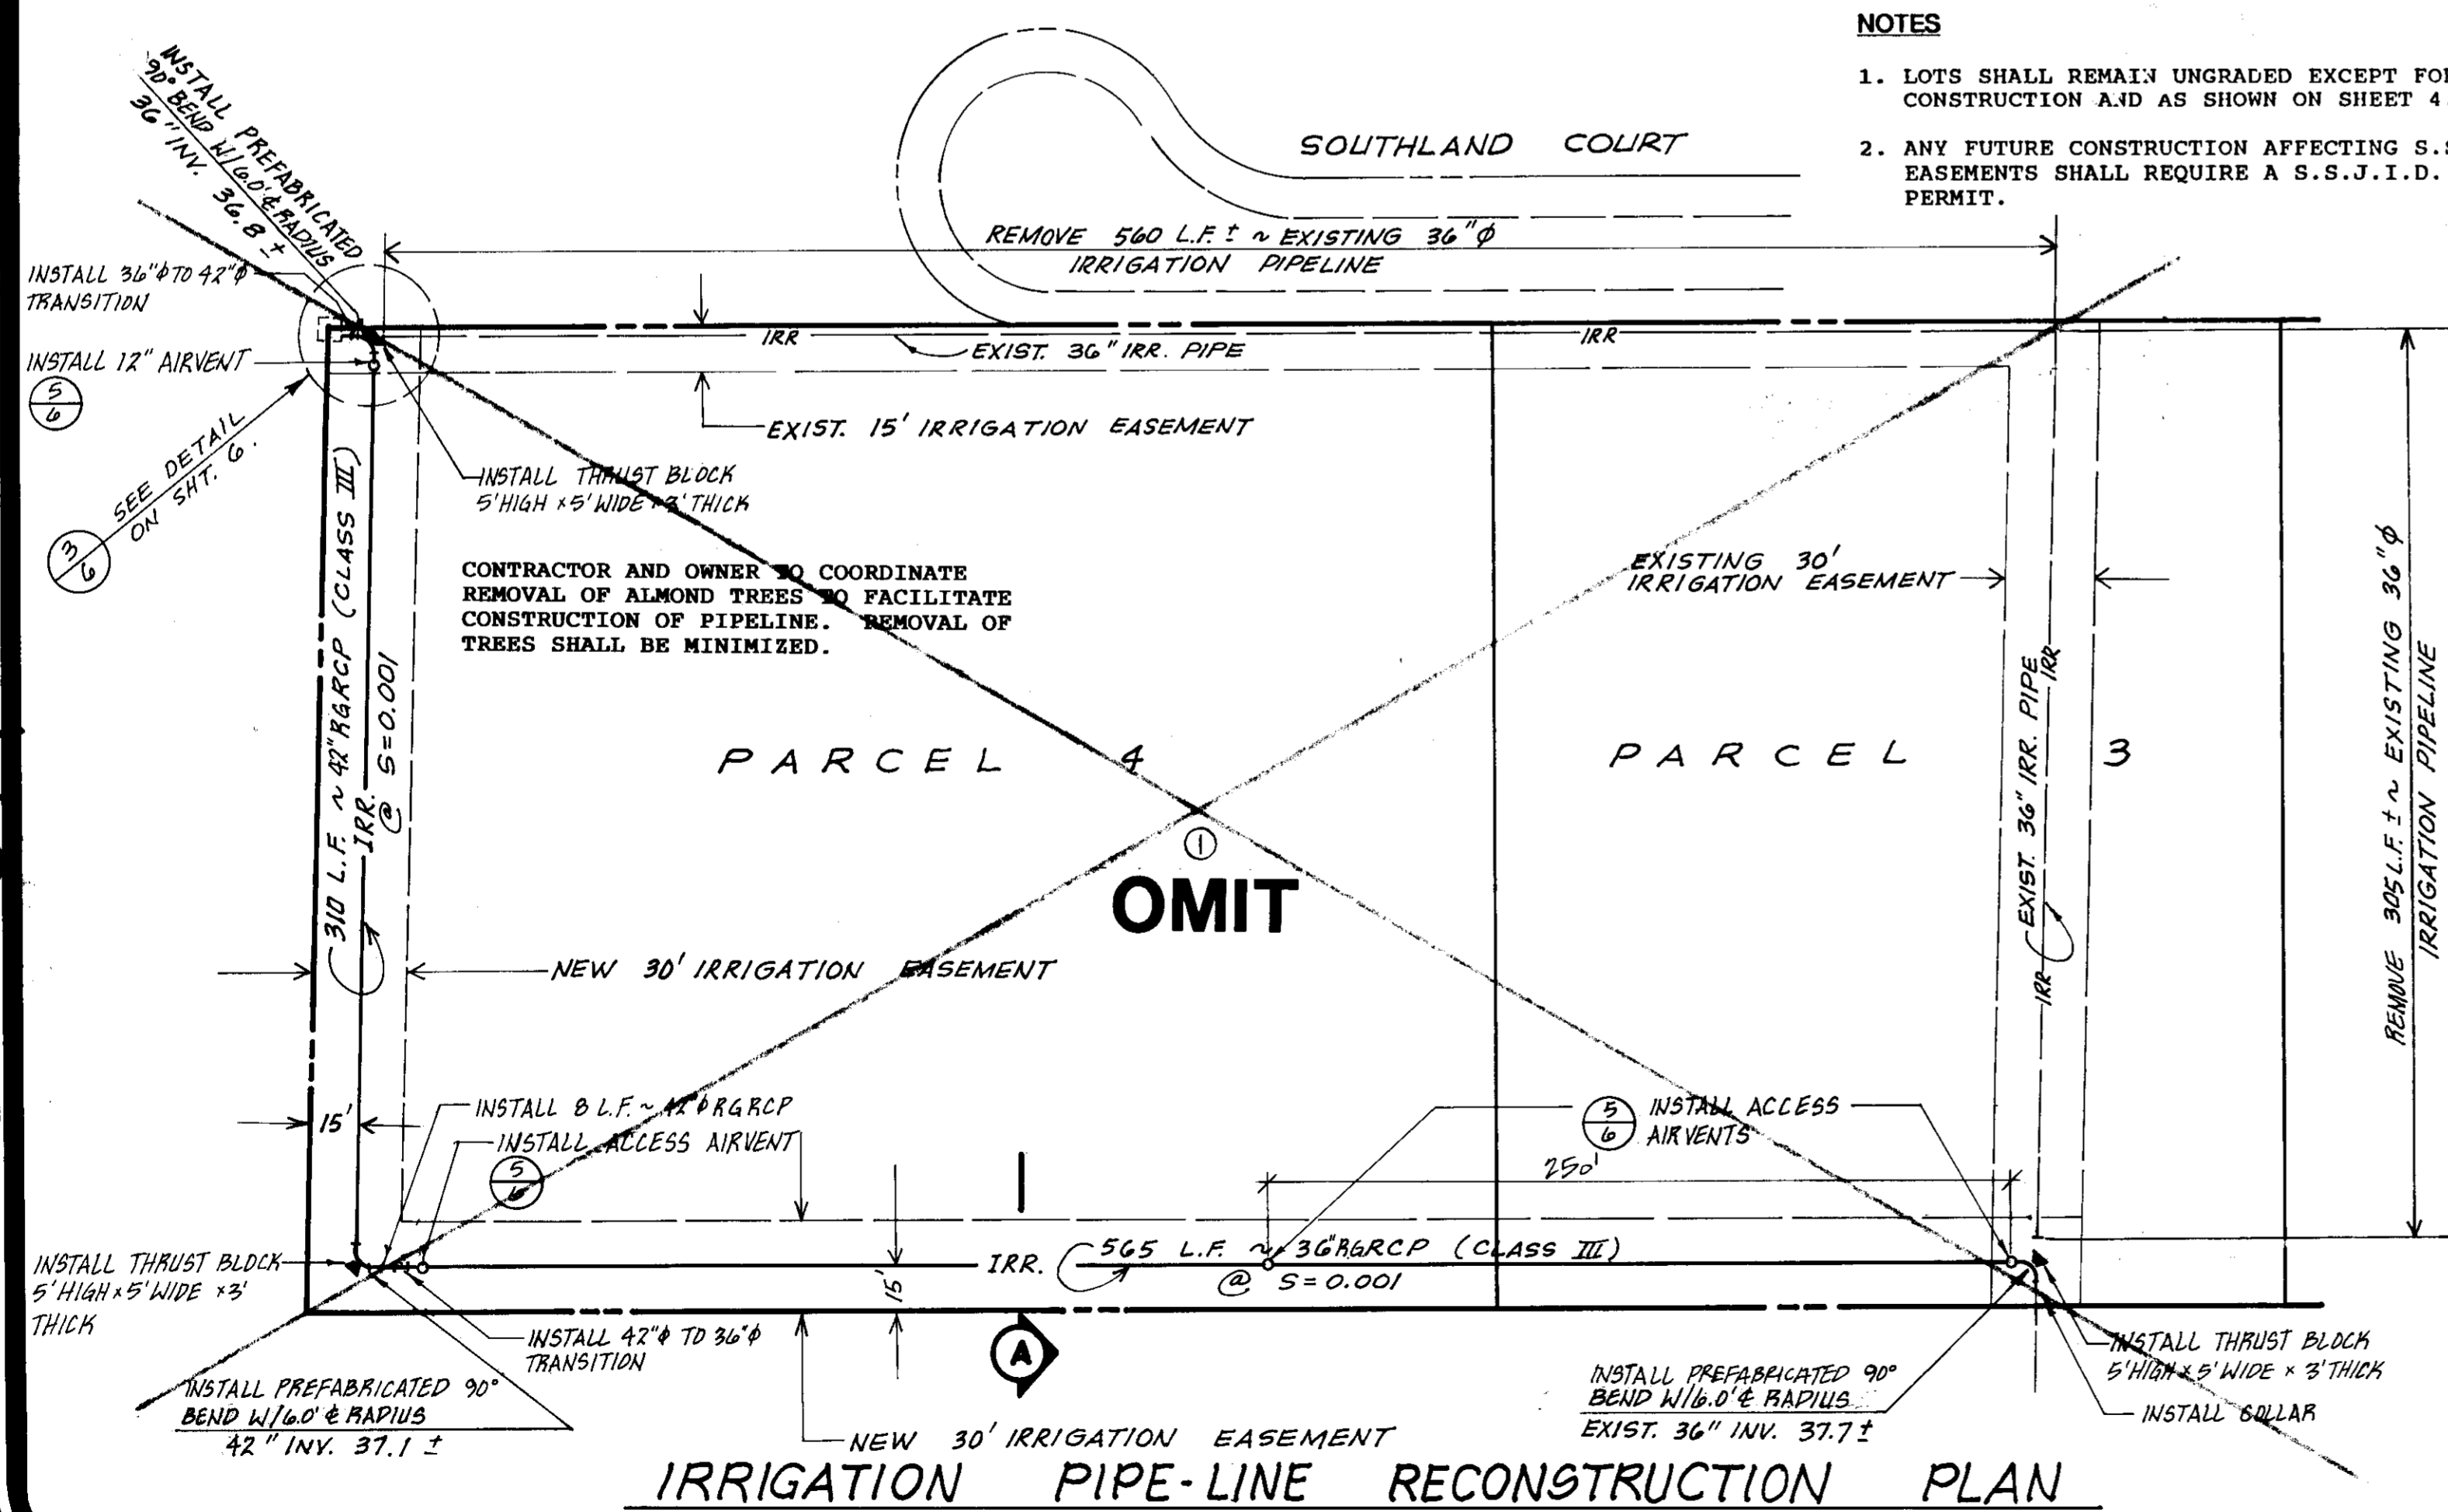 NOTES
1. LOTS SHALL REMAIN UNGRADED EXCEPT FOR
CONSTRUCTION AND AS SHOWN ON SHEET 4.
2. ANY FUTURE CONSTRUCTION AFFECTING S.S
EASEMENTS SHALL REQUIRE A S.S.J.I.D.
PERMIT.
INSTALL PREFABRICATED
90° BEND W/6.0' ℄ RADIUS
36" INV. 36.8 ±
SOUTHLAND COURT
REMOVE 560 L.F. ± ~ EXISTING 36"⌀
IRRIGATION PIPELINE
INSTALL 36"⌀ TO 42"⌀
TRANSITION
INSTALL 12" AIRVENT
5
6
SEE DETAIL
ON SHT. 6.
3
6
IRR
EXIST. 36" IRR. PIPE
IRR
EXIST. 15' IRRIGATION EASEMENT
INSTALL THRUST BLOCK
5' HIGH x 5' WIDE x 3' THICK
CONTRACTOR AND OWNER TO COORDINATE
REMOVAL OF ALMOND TREES TO FACILITATE
CONSTRUCTION OF PIPELINE. REMOVAL OF
TREES SHALL BE MINIMIZED.
EXISTING 30'
IRRIGATION EASEMENT
310 L.F. ~ 42" RGRCP (CLASS III)
IRR.
@ S=0.001
PARCEL 4
PARCEL 3
EXIST. 36" IRR. PIPE
IRR
IRR
REMOVE 305 L.F. ± ~ EXISTING 36"⌀
IRRIGATION PIPELINE
1
OMIT
NEW 30' IRRIGATION EASEMENT
15'
INSTALL 8 L.F. ~ 42"⌀ RGRCP
INSTALL ACCESS AIRVENT
5
6
5
6
INSTALL ACCESS
AIRVENTS
250'
INSTALL THRUST BLOCK
5' HIGH x 5' WIDE x 3'
THICK
IRR.
565 L.F. ~ 36" RGRCP (CLASS III)
@ S = 0.001
15'
INSTALL 42"⌀ TO 36"⌀
TRANSITION
A
INSTALL PREFABRICATED 90°
BEND W/6.0' ℄ RADIUS
42" INV. 37.1 ±
NEW 30' IRRIGATION EASEMENT
INSTALL PREFABRICATED 90°
BEND W/6.0' ℄ RADIUS
EXIST. 36" INV. 37.7 ±
INSTALL THRUST BLOCK
5' HIGH x 5' WIDE x 3' THICK
INSTALL COLLAR
IRRIGATION PIPE-LINE RECONSTRUCTION PLAN